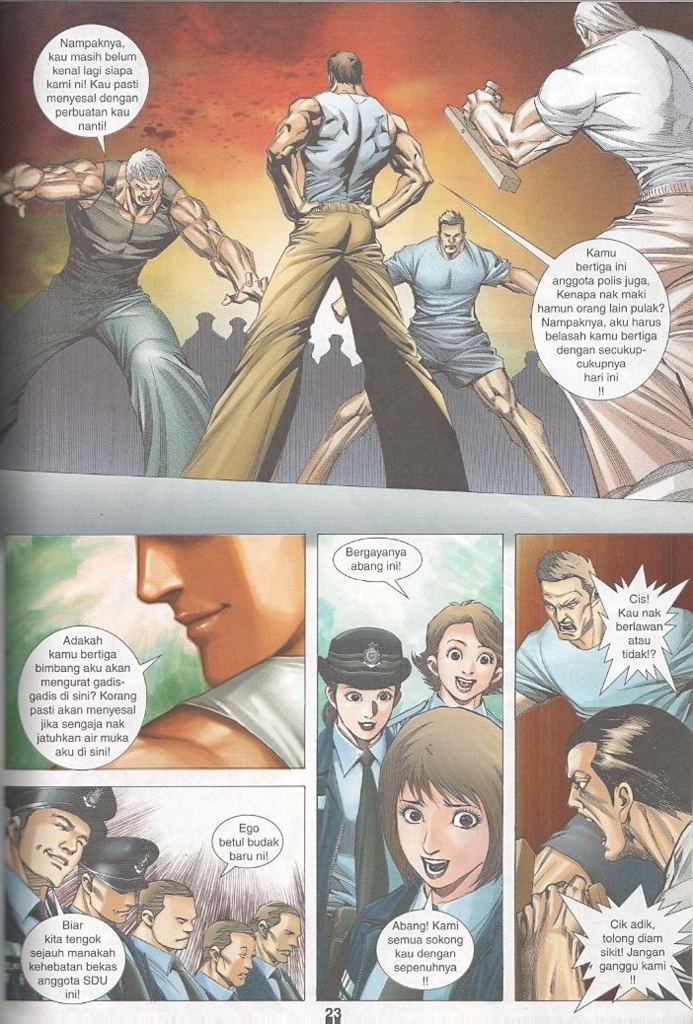 Nampaknya,
kau masih belum
kenal lagi siapa
kami ni! Kau pasti
menyesal dengan
perbuatan kau
nanti!
Kamu
bertiga ini
anggota polis juga,
Kenapa nak maki
hamun orang lain pulak?
Nampaknya, aku harus
belasah kamu bertiga
dengan secukup-
cukupnya
hari ini
!!
Adakah
kamu bertiga
bimbang aku akan
mengurat gadis-
gadis di sini? Korang
pasti akan menyesal
jika sengaja nak
jatuhkan air muka
aku di sini!
Ego
betul budak
baru ni!
Biar
kita tengok
sejauh manakah
kehebatan bekas
anggota SDU
ini!
Bergayanya
abang ini!
Abang! Kami
semua sokong
kau dengan
sepenuhnya
!!
Cis!
Kau nak
berlawan
atau
tidak!?
Cik adik,
tolong diam
sikit! Jangan
ganggu kami
!!
23